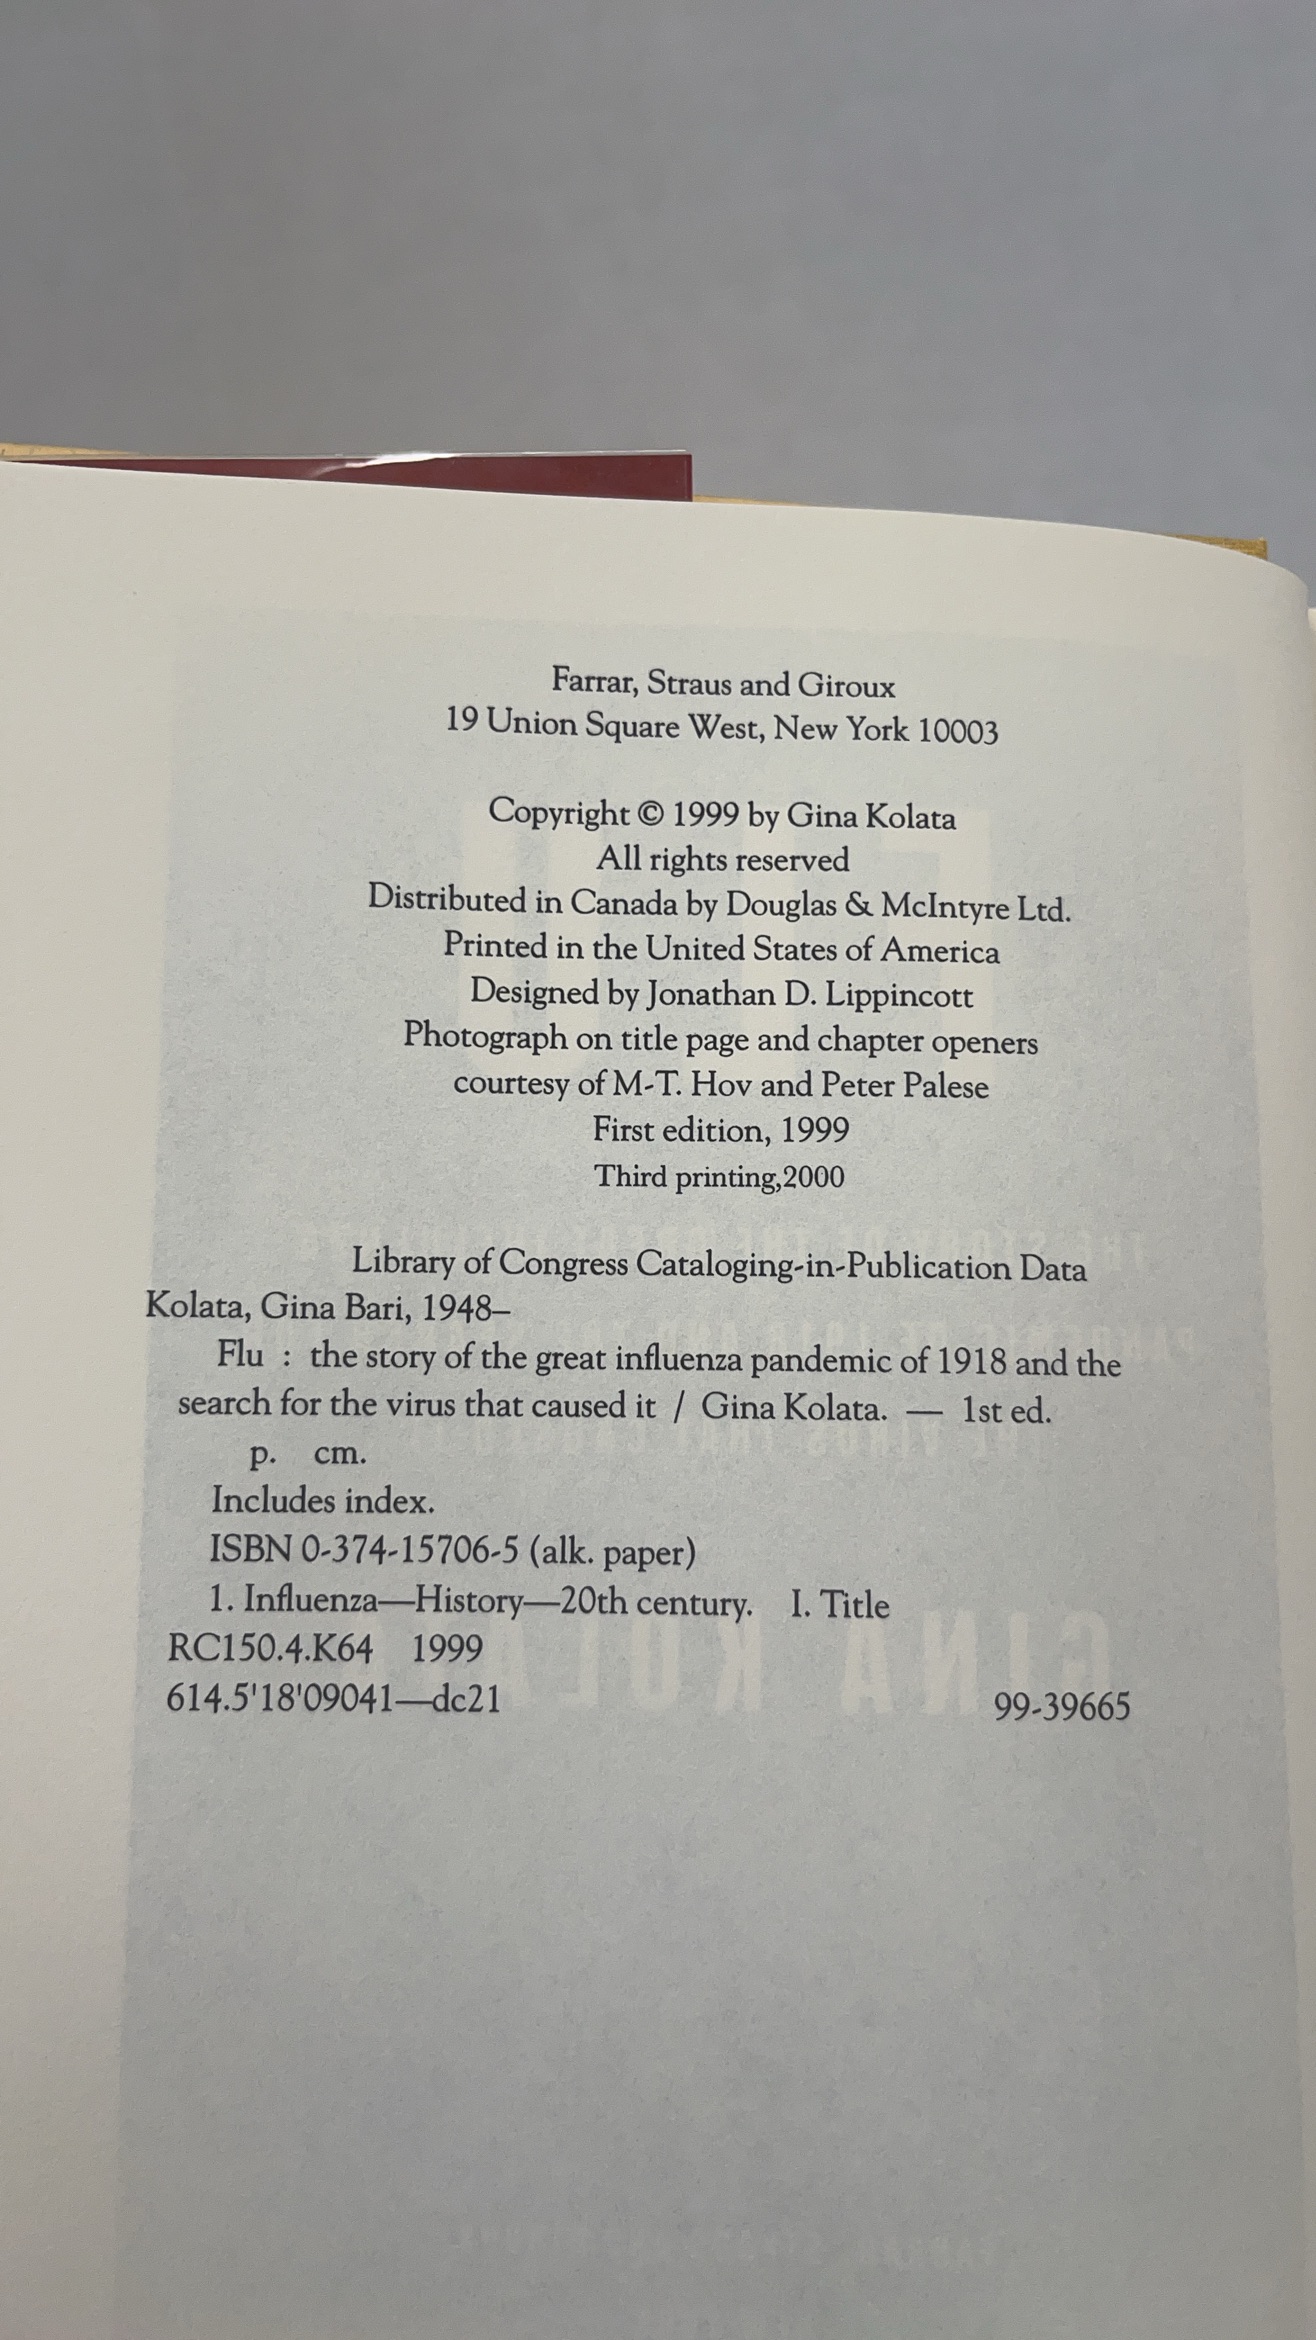 Farrar, Straus and Giroux
19 Union Square West, New York 10003
Copyright © 1999 by Gina Kolata
All rights reserved
Distributed in Canada by Douglas & McIntyre Ltd.
Printed in the United States of America
Designed by Jonathan D. Lippincott
Photograph on title page and chapter openers
courtesy of M-T. Hov and Peter Palese
First edition, 1999
Third printing,2000
Library of Congress Cataloging-in-Publication Data
Kolata, Gina Bari, 1948–
Flu : the story of the great influenza pandemic of 1918 and the
search for the virus that caused it / Gina Kolata. — 1st ed.
p. cm.
Includes index.
ISBN 0-374-15706-5 (alk. paper)
1. Influenza—History—20th century. I. Title
RC150.4.K64 1999
614.5'18'09041—dc21 99-39665